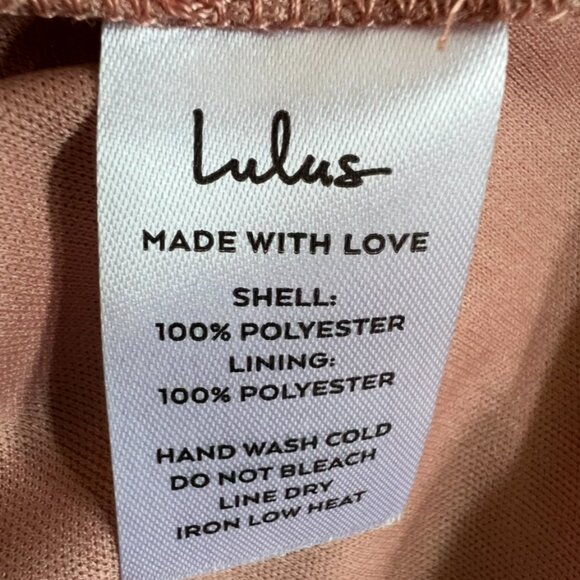 Lulus
MADE WITH LOVE
SHELL:
100% POLYESTER
LINING:
100% POLYESTER
HAND WASH COLD
DO NOT BLEACH
LINE DRY
IRON LOW HEAT